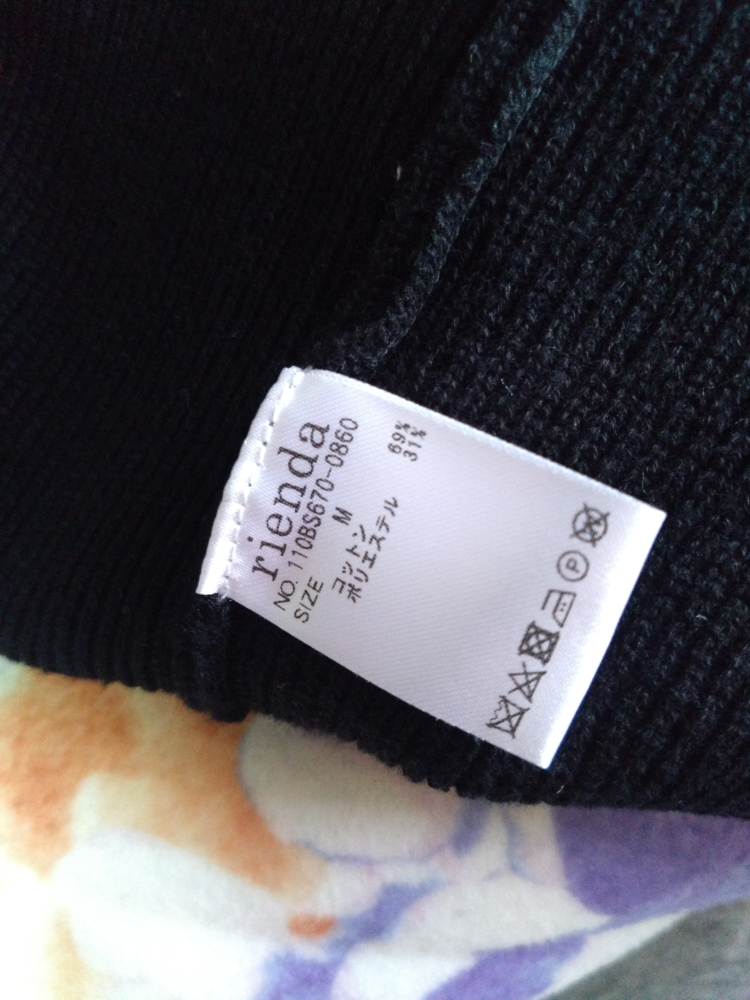 rienda
NO. 110BS670-0860
SIZE M
コットン 69%
ポリエステル 31%
P